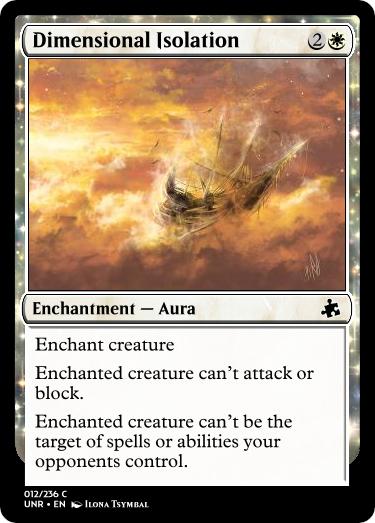 Dimensional Isolation 2
Enchantment — Aura
Enchant creature
Enchanted creature can't attack or
block.
Enchanted creature can't be the
target of spells or abilities your
opponents control.
012/236 C
UNR • EN Ilona Tsymbal